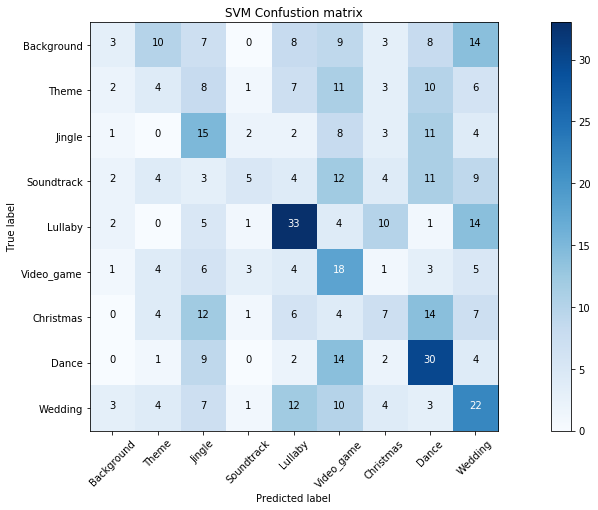 SVM Confustion matrix
Background 3 10 7 0 8 9 3 8 14
Theme 2 4 8 1 7 11 3 10 6
Jingle 1 0 15 2 2 8 3 11 4
Soundtrack 2 4 3 5 4 12 4 11 9
Lullaby 2 0 5 1 33 4 10 1 14
Video_game 1 4 6 3 4 18 1 3 5
Christmas 0 4 12 1 6 4 7 14 7
Dance 0 1 9 0 2 14 2 30 4
Wedding 3 4 7 1 12 10 4 3 22
True label
Background Theme Jingle Soundtrack Lullaby Video_game Christmas Dance Wedding
Predicted label
30
25
20
15
10
5
0